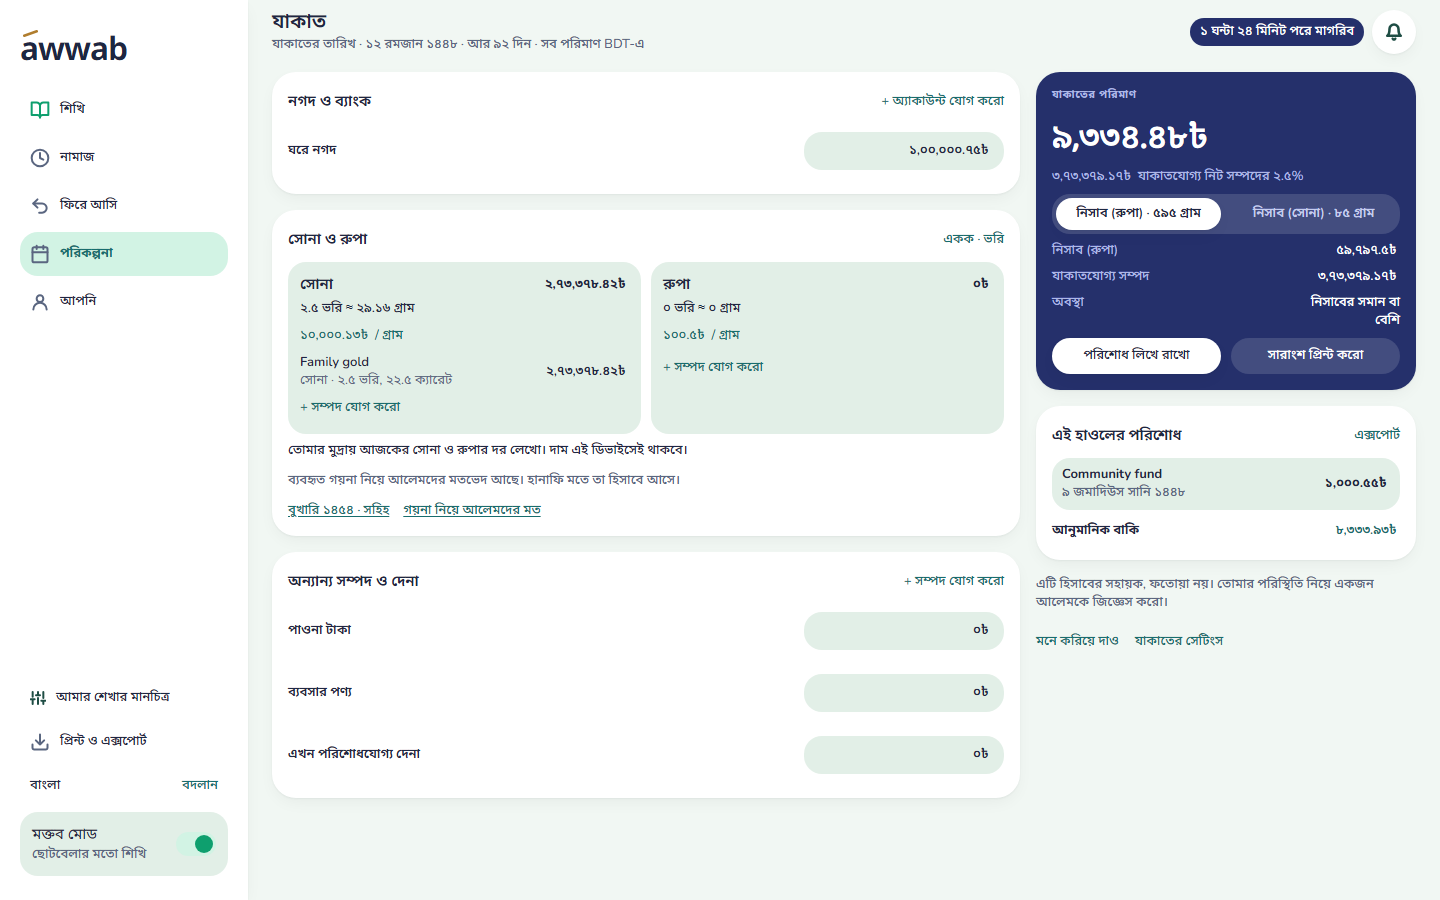 awwab
শিখি
নামাজ
ফিরে আসি
পরিকল্পনা
আপনি
আমার শেখার মানচিত্র
প্রিন্ট ও এক্সপোর্ট
বাংলা বদলান
মক্তব মোড
ছোটবেলার মতো শিখি
যাকাত
যাকাতের তারিখ · ১২ রমজান ১৪৪৮ · আর ৯২ দিন · সব পরিমাণ BDT-এ
১ ঘন্টা ২৪ মিনিট পরে মাগরিব
নগদ ও ব্যাংক + অ্যাকাউন্ট যোগ করো
ঘরে নগদ ১,০০,০০০.৭৫৳
সোনা ও রুপা একক · ভরি
সোনা ২,৭৩,৩৭৮.৪২৳
২.৫ ভরি ≈ ২৯.১৬ গ্রাম
১০,০০০.১৩৳ / গ্রাম
Family gold
সোনা · ২.৫ ভরি, ২২.৫ ক্যারেট ২,৭৩,৩৭৮.৪২৳
+ সম্পদ যোগ করো
রুপা ০৳
০ ভরি ≈ ০ গ্রাম
১০০.৫৳ / গ্রাম
+ সম্পদ যোগ করো
তোমার মুদ্রায় আজকের সোনা ও রুপার দর লেখো। দাম এই ডিভাইসেই থাকবে।
ব্যবহৃত গয়না নিয়ে আলেমদের মতভেদ আছে। হানাফি মতে তা হিসাবে আসে।
বুখারি ১৪৫৪ · সহিহ গয়না নিয়ে আলেমদের মত
অন্যান্য সম্পদ ও দেনা + সম্পদ যোগ করো
পাওনা টাকা ০৳
ব্যবসার পণ্য ০৳
এখন পরিশোধযোগ্য দেনা ০৳
যাকাতের পরিমাণ
৯,৩৩৪.৪৮৳
৩,৭৩,৩৭৯.১৭৳ যাকাতযোগ্য নিট সম্পদের ২.৫%
নিসাব (রুপা) · ৫৯৫ গ্রাম নিসাব (সোনা) · ৮৫ গ্রাম
নিসাব (রুপা) ৫৯,৭৯৭.৫৳
যাকাতযোগ্য সম্পদ ৩,৭৩,৩৭৯.১৭৳
অবস্থা নিসাবের সমান বা
বেশি
পরিশোধ লিখে রাখো সারাংশ প্রিন্ট করো
এই হাওলের পরিশোধ এক্সপোর্ট
Community fund
৯ জমাদিউস সানি ১৪৪৮ ১,০০০.৫৫৳
আনুমানিক বাকি ৮,৩৩৩.৯৩৳
এটি হিসাবের সহায়ক, ফতোয়া নয়। তোমার পরিস্থিতি নিয়ে একজন
আলেমকে জিজ্ঞেস করো।
মনে করিয়ে দাও যাকাতের সেটিংস